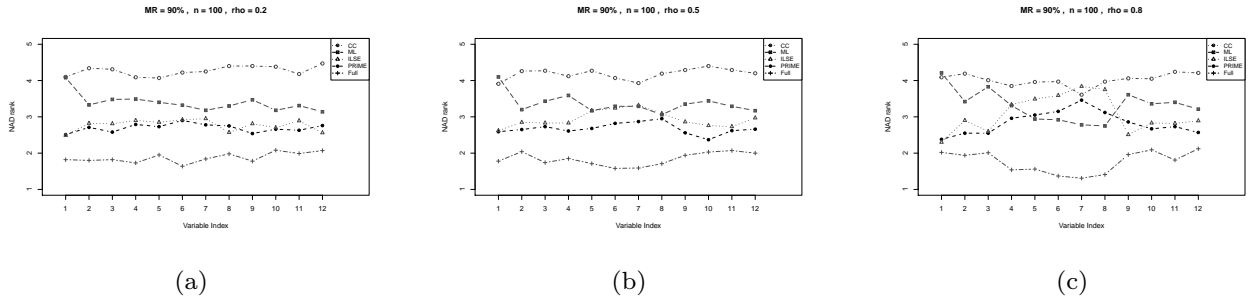 MR = 90% , n = 100 , rho = 0.2
5
4
3
2
1
NAD rank
CC
ML
ILSE
PRIME
Full
1 2 3 4 5 6 7 8 9 10 11 12
Variable Index
(a)
MR = 90% , n = 100 , rho = 0.5
5
4
3
2
1
NAD rank
CC
ML
ILSE
PRIME
Full
1 2 3 4 5 6 7 8 9 10 11 12
Variable Index
(b)
MR = 90% , n = 100 , rho = 0.8
5
4
3
2
1
NAD rank
CC
ML
ILSE
PRIME
Full
1 2 3 4 5 6 7 8 9 10 11 12
Variable Index
(c)